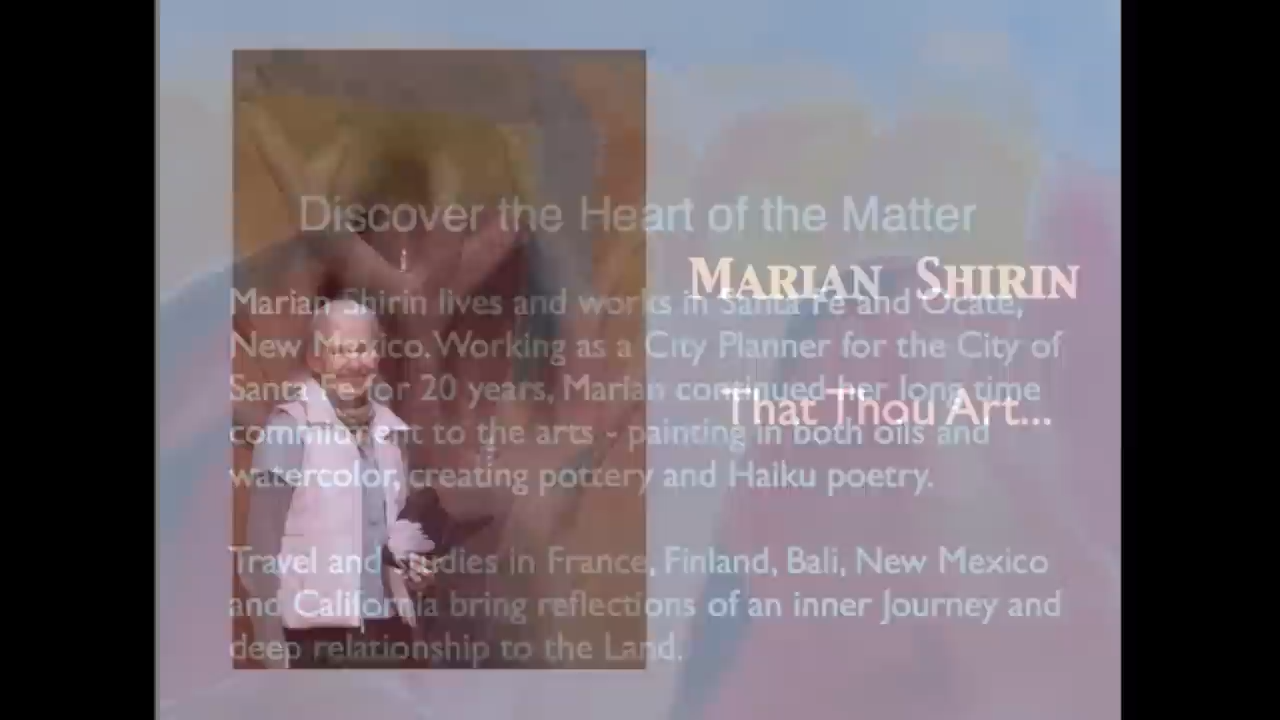 Discover the Heart of the Matter
MARIAN SHIRIN
Marian Shirin lives and works in Santa Fe and Ocate,
New Mexico. Working as a City Planner for the City of
Santa Fe for 20 years, Marian continued her long time
That Thou Art...
commitment to the arts - painting in both oils and
watercolor, creating pottery and Haiku poetry.
Travel and studies in France, Finland, Bali, New Mexico
and California bring reflections of an inner Journey and
deep relationship to the Land.